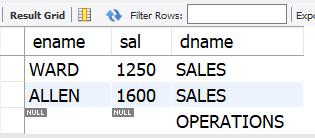 Result Grid Filter Rows: Expo
ename sal dname
WARD 1250 SALES
ALLEN 1600 SALES
NULL NULL OPERATIONS